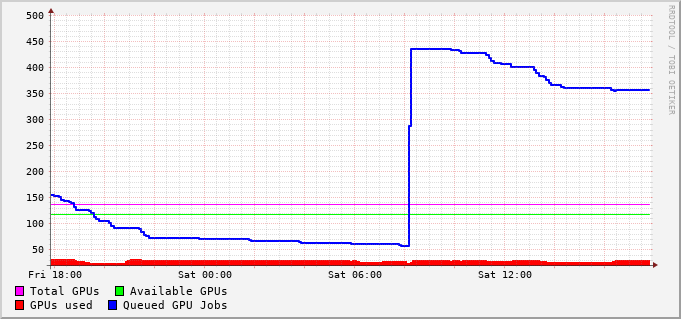 500
450
400
350
300
250
200
150
100
50
Fri 18:00 Sat 00:00 Sat 06:00 Sat 12:00
Total GPUs Available GPUs
GPUs used Queued GPU Jobs
RRDTOOL / TOBI OETIKER